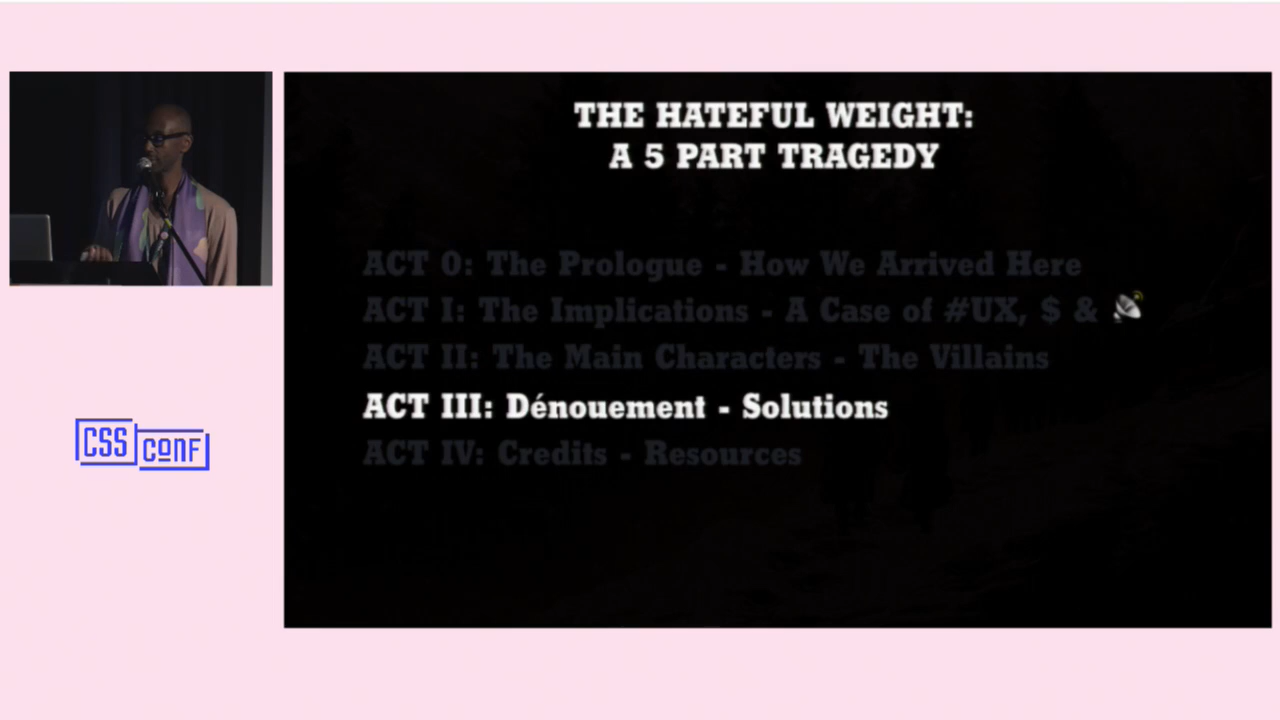 THE HATEFUL WEIGHT:
A 5 PART TRAGEDY
ACT 0: The Prologue - How We Arrived Here
ACT I: The Implications - A Case of #UX, $ & 📡
ACT II: The Main Characters - The Villains
ACT III: Dénouement - Solutions
ACT IV: Credits - Resources
CSS
CONF